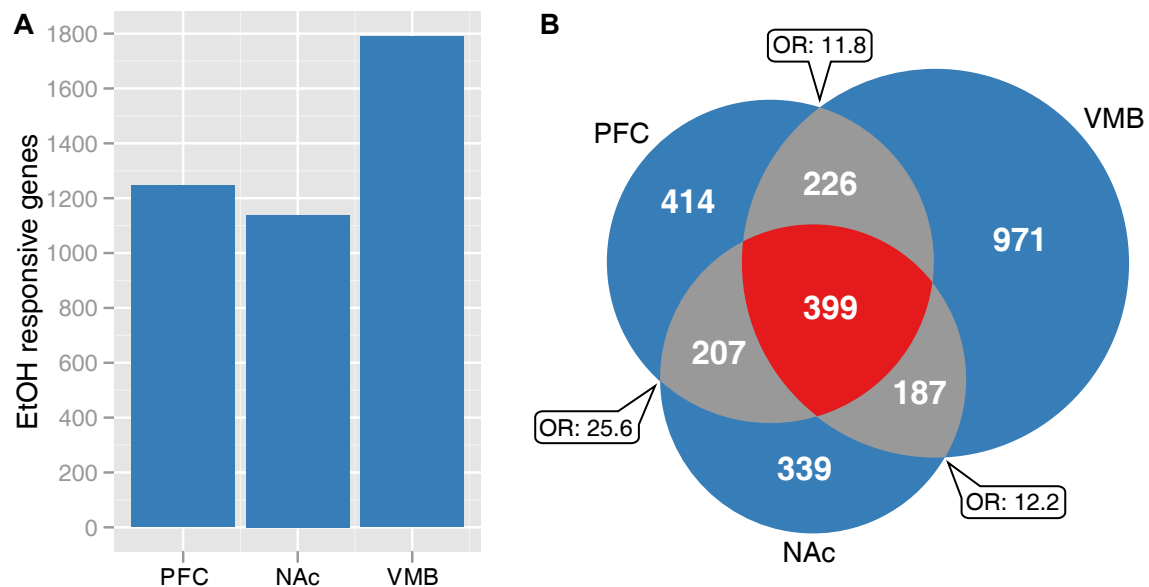 A
EtOH responsive genes
1800
1600
1400
1200
1000
800
600
400
200
0
PFC NAc VMB
B
OR: 11.8
PFC
VMB
414
226
971
399
207
187
OR: 25.6
339
OR: 12.2
NAc